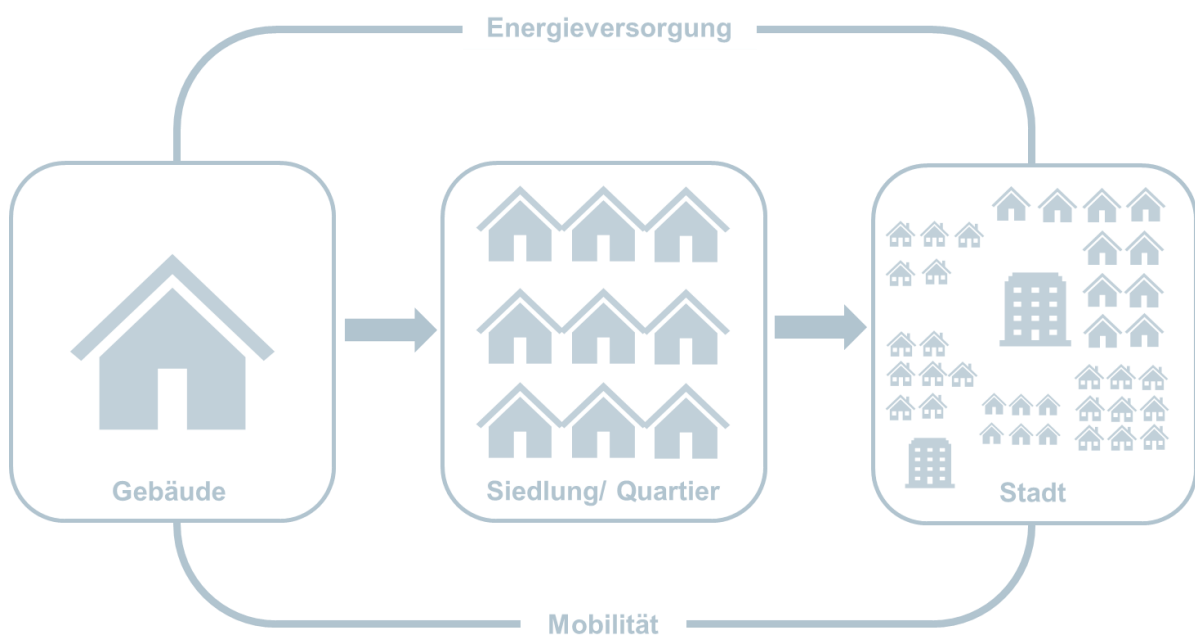 Energieversorgung
Gebäude
Siedlung/ Quartier
Stadt
Mobilität